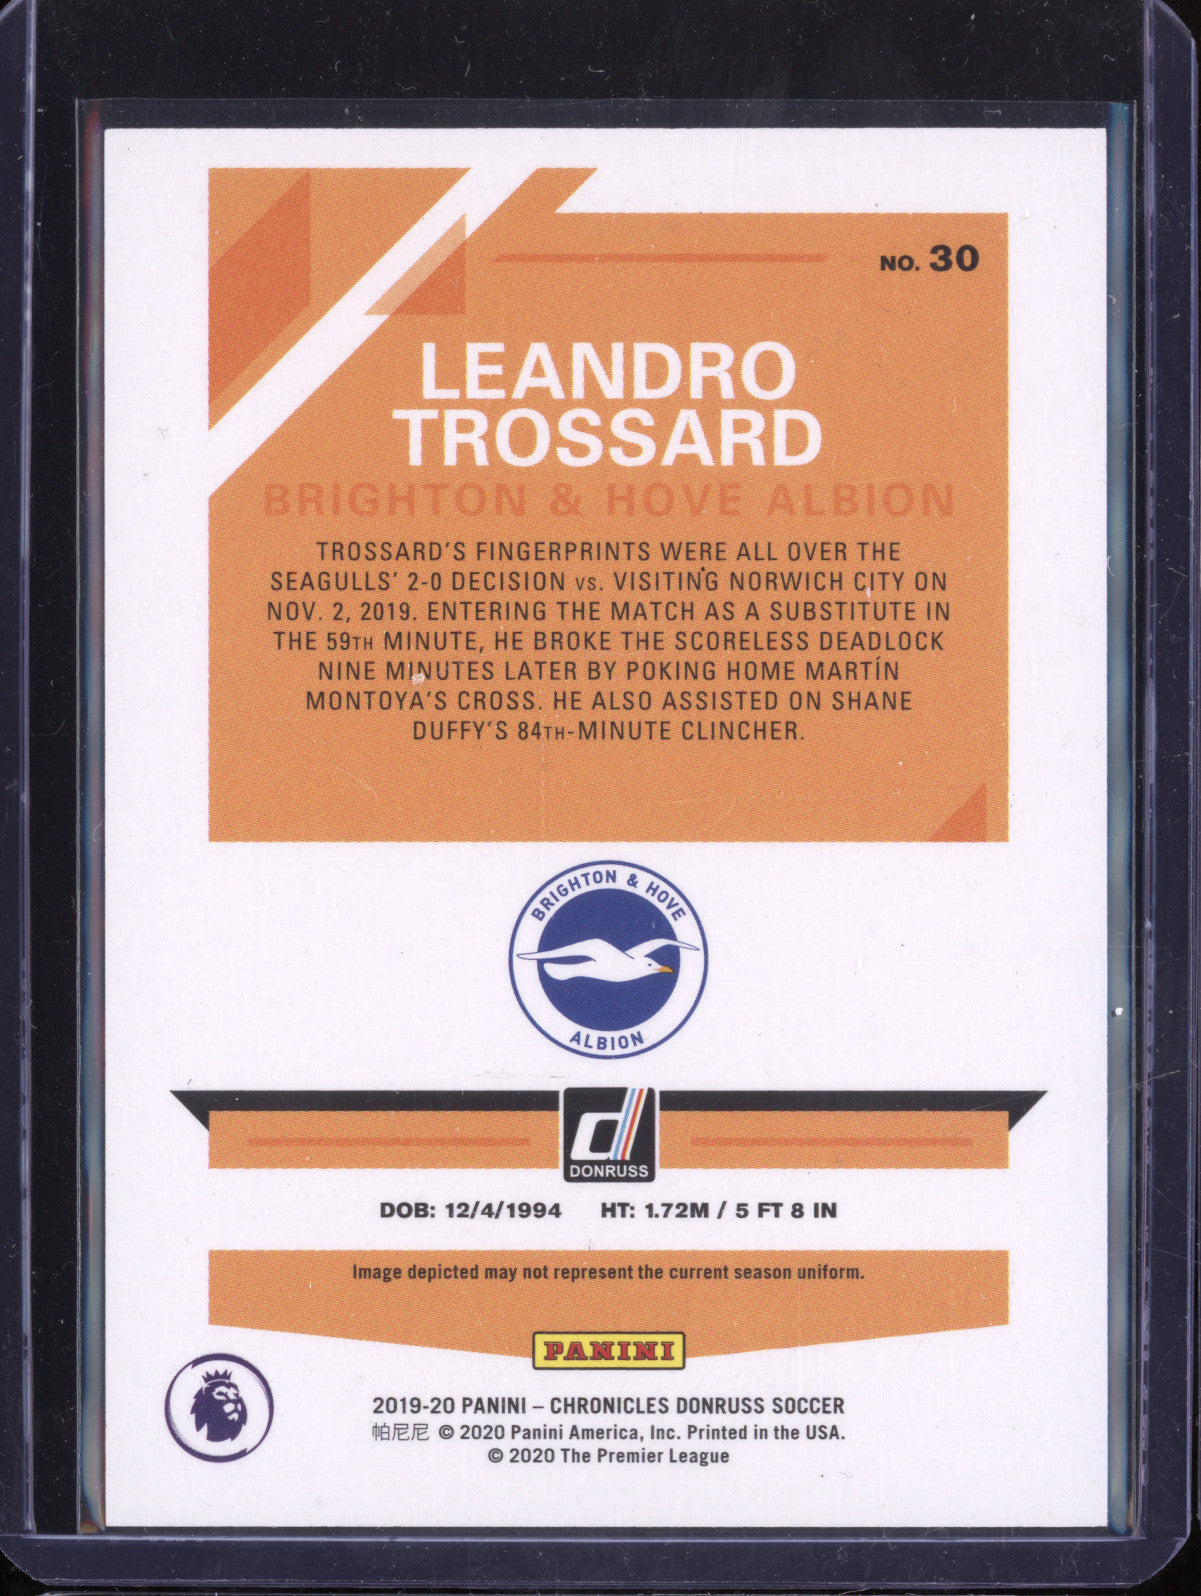 NO. 30
LEANDRO
TROSSARD
BRIGHTON & HOVE ALBION
TROSSARD'S FINGERPRINTS WERE ALL OVER THE
SEAGULLS' 2-0 DECISION VS. VISITING NORWICH CITY ON
NOV. 2, 2019. ENTERING THE MATCH AS A SUBSTITUTE IN
THE 59TH MINUTE, HE BROKE THE SCORELESS DEADLOCK
NINE MINUTES LATER BY POKING HOME MARTÍN
MONTOYA'S CROSS. HE ALSO ASSISTED ON SHANE
DUFFY'S 84TH-MINUTE CLINCHER.
BRIGHTON & HOVE
ALBION
d
DONRUSS
DOB: 12/4/1994 HT: 1.72M / 5 FT 8 IN
Image depicted may not represent the current season uniform.
PANINI
2019-20 PANINI – CHRONICLES DONRUSS SOCCER
帕尼尼 © 2020 Panini America, Inc. Printed in the USA.
© 2020 The Premier League